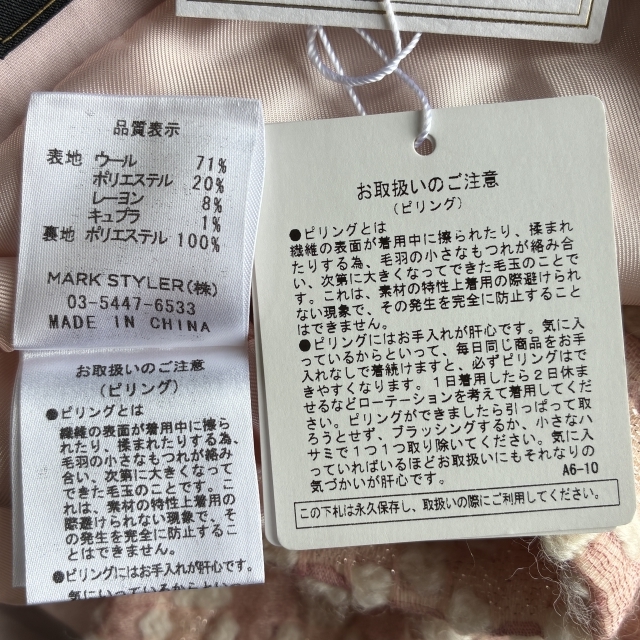 品質表示
表地 ウール 71%
ポリエステル 20%
レーヨン 8%
キュプラ 1%
裏地 ポリエステル 100%
MARK STYLER(株)
03-5447-6533
MADE IN CHINA
お取扱いのご注意
(ピリング)
●ピリングとは
繊維の表面が着用中に擦ら
れたり、揉まれたりする為、
毛羽の小さなもつれが絡み
合い、次第に大きくなって
できた毛玉のことです。こ
れは、素材の特性上着用の
際避けられない現象で、そ
の発生を完全に防止するこ
とはできません。
●ピリングにはお手入れが肝心です。
気に入っているからといって、
お取扱いのご注意
(ピリング)
●ピリングとは
繊維の表面が着用中に擦られたり、揉まれ
たりする為、毛羽の小さなもつれが絡み合
い、次第に大きくなってできた毛玉のことで
す。これは、素材の特性上着用の際避けられ
ない現象で、その発生を完全に防止すること
はできません。
●ピリングにはお手入れが肝心です。気に入
っているからといって、毎日同じ商品をお手
入れなしで着続けますと、必ずピリングはで
きやすくなります。1日着用したら2日休ま
せるなどローテーションを考えて着用してくだ
さい。ピリングができましたら引っぱって取
ろうとせず、ブラッシングするか、小さなハ
サミで1つ1つ取り除いてください。気に入
っていればいるほどお取扱いにもそれなりの
気づかいが肝心です。
A6-10
この下札は永久保存し、取扱いの際にご利用してください。